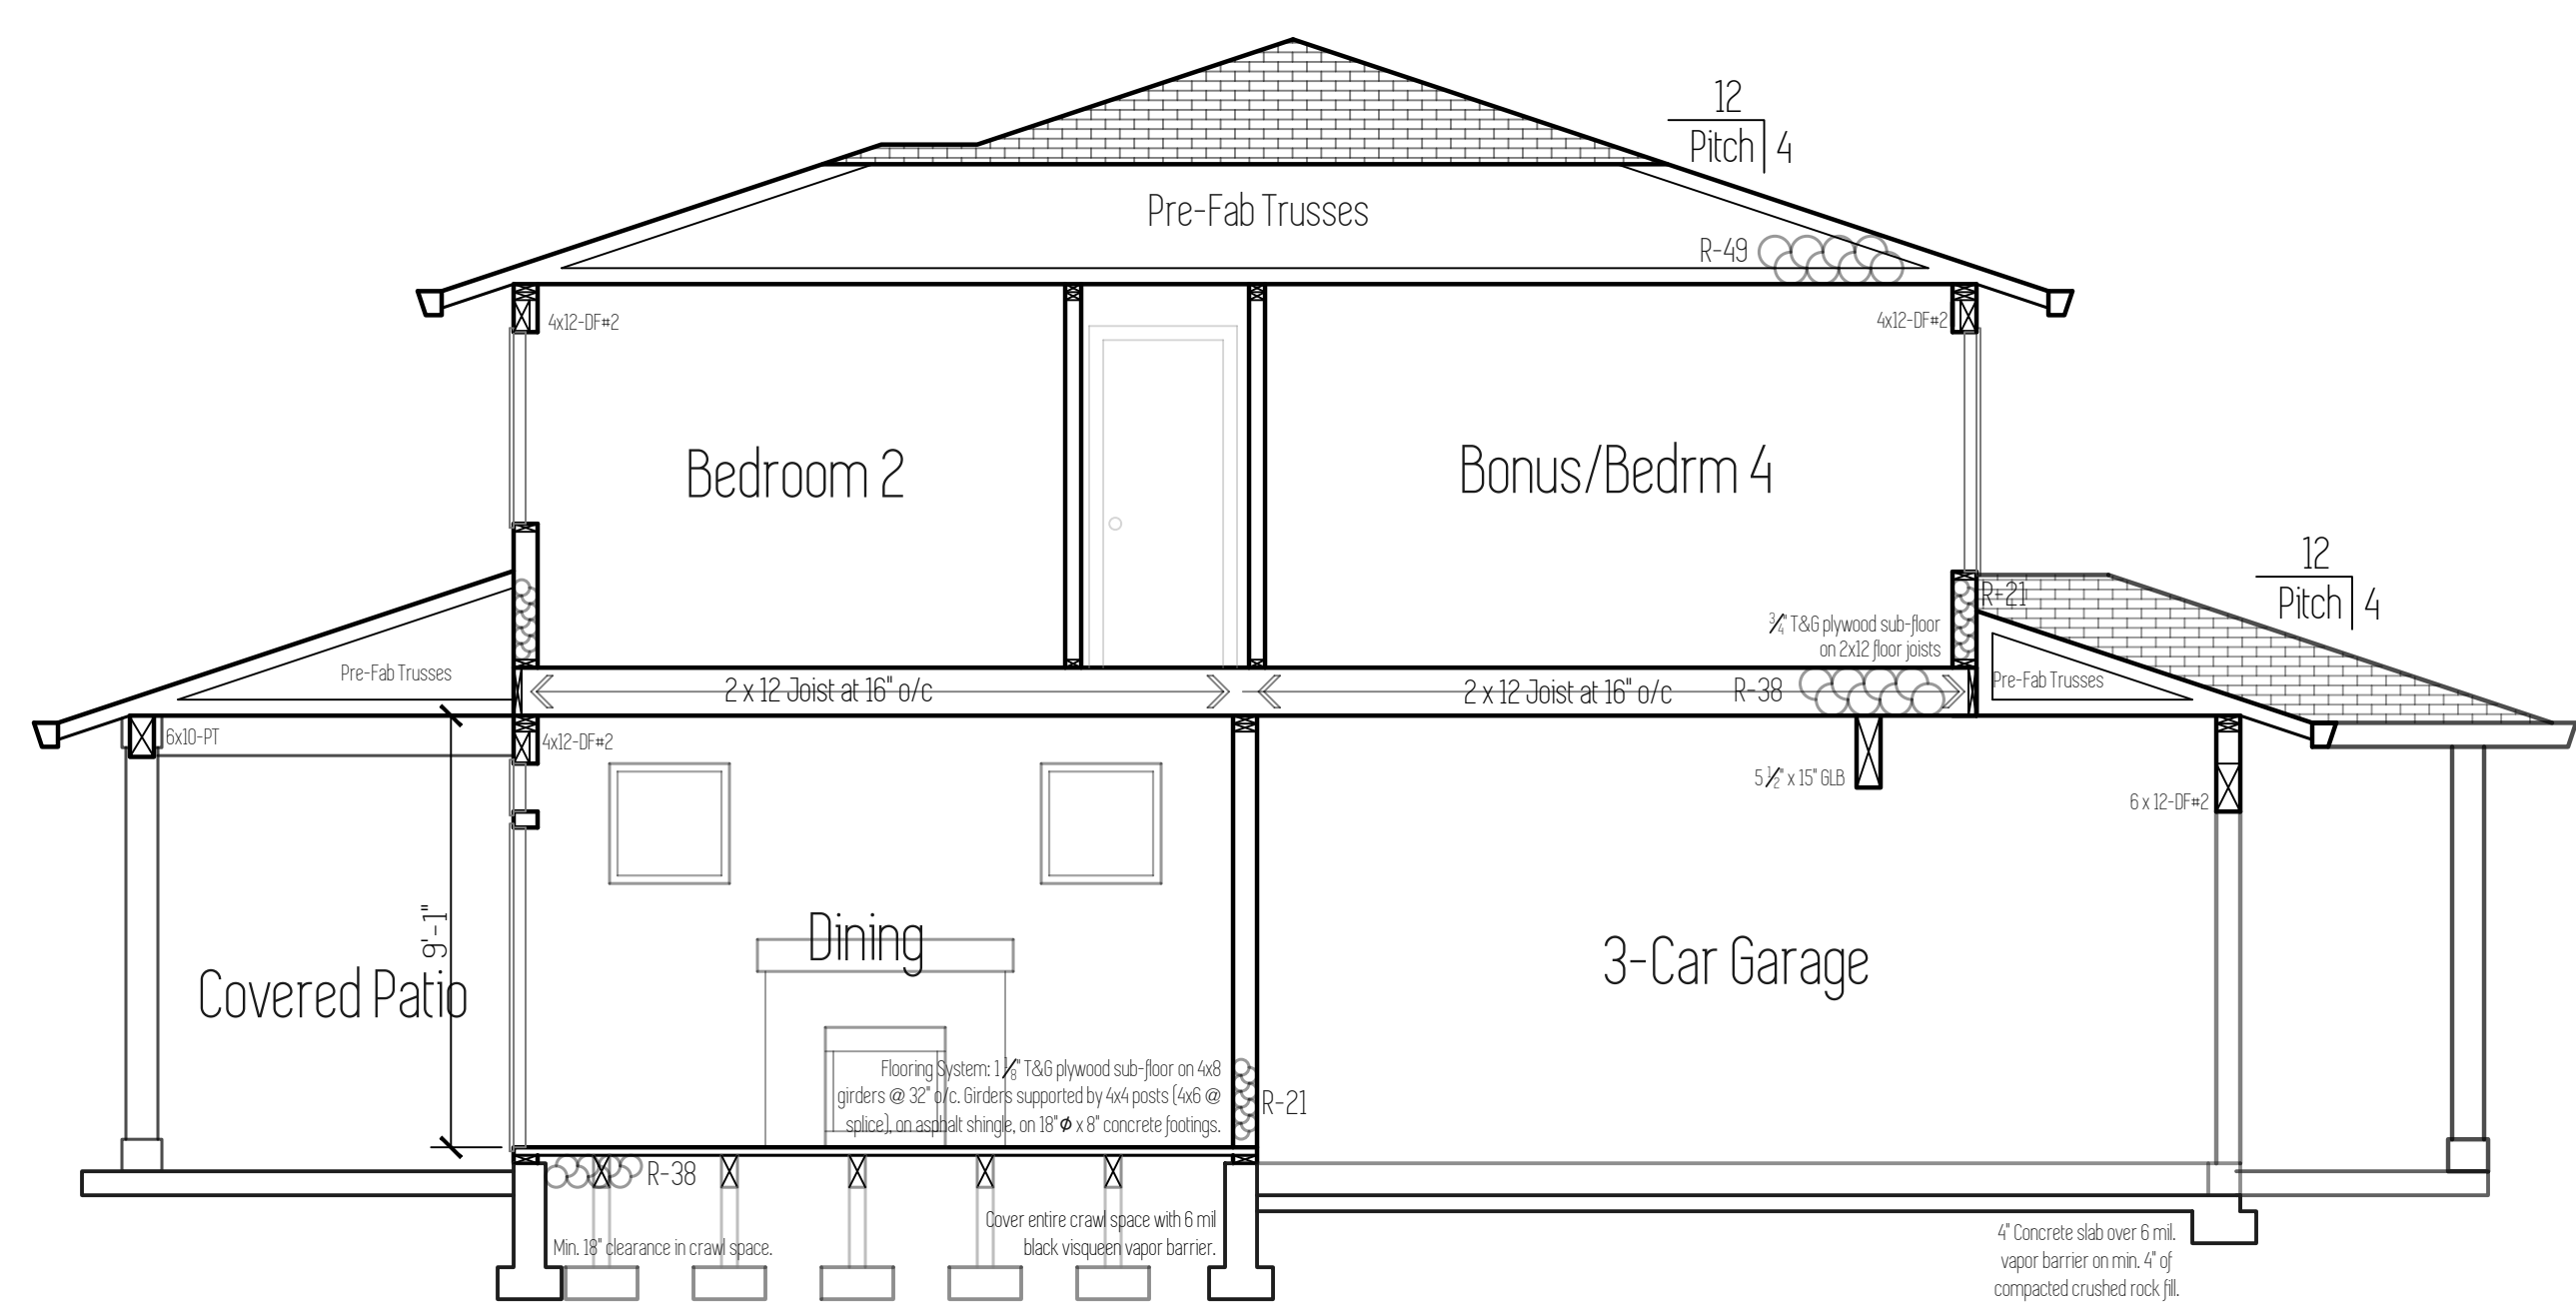 12
Pitch 4
Pre-Fab Trusses
R-49
4x12-DF#2
4x12-DF#2
Bedroom 2
Bonus/Bedrm 4
12
Pitch 4
R-21
3/4" T&G plywood sub-floor
on 2x12 floor joists
Pre-Fab Trusses
Pre-Fab Trusses
2 x 12 Joist at 16" o/c
2 x 12 Joist at 16" o/c
R-38
6x10-PT
4x12-DF#2
5 1/2" x 15" GLB
6 x 12-DF#2
9'-1"
Dining
3-Car Garage
Covered Patio
Flooring System: 1 1/8" T&G plywood sub-floor on 4x8
girders @ 32" o/c. Girders supported by 4x4 posts (4x6 @
splice), on asphalt shingle, on 18"Ø x 8" concrete footings.
R-21
R-38
Cover entire crawl space with 6 mil
black visqueen vapor barrier.
Min. 18" clearance in crawl space.
4" Concrete slab over 6 mil.
vapor barrier on min. 4" of
compacted crushed rock fill.